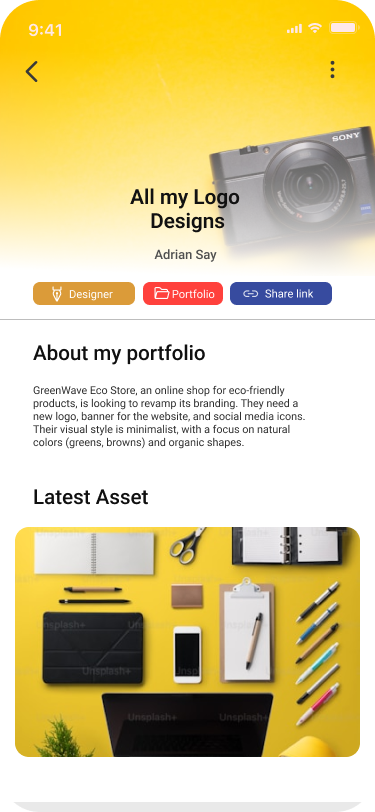 9:41
SONY
All my Logo
Designs
Adrian Say
Designer
Portfolio
Share link
About my portfolio
GreenWave Eco Store, an online shop for eco-friendly
products, is looking to revamp its branding. They need a
new logo, banner for the website, and social media icons.
Their visual style is minimalist, with a focus on natural
colors (greens, browns) and organic shapes.
Latest Asset
Unsplash+
Unsplash+
Unsplash+
Unsplash+